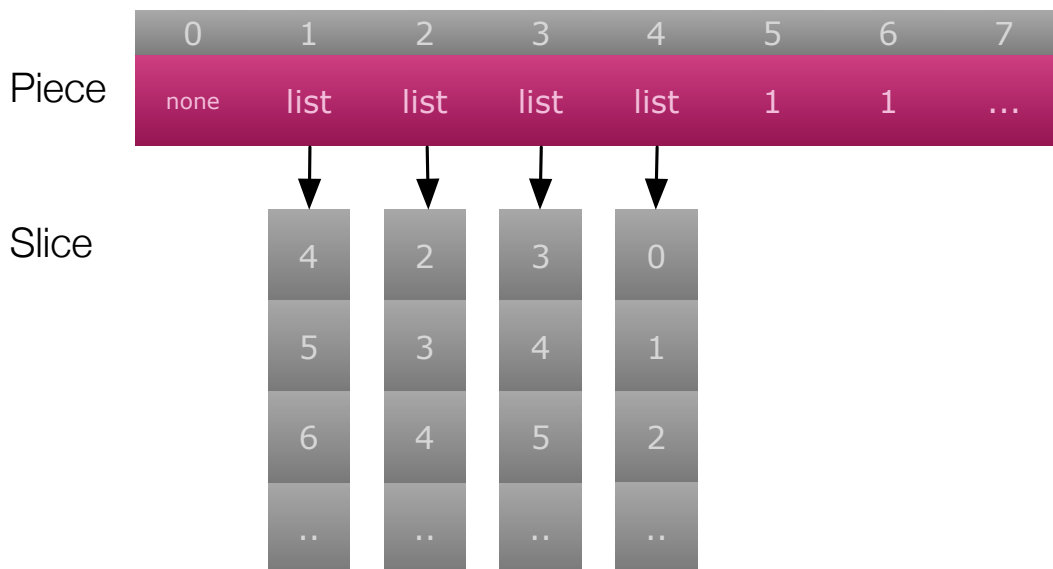 0 1 2 3 4 5 6 7
Piece none list list list list 1 1 ...
Slice 4 2 3 0
5 3 4 1
6 4 5 2
.. .. .. ..